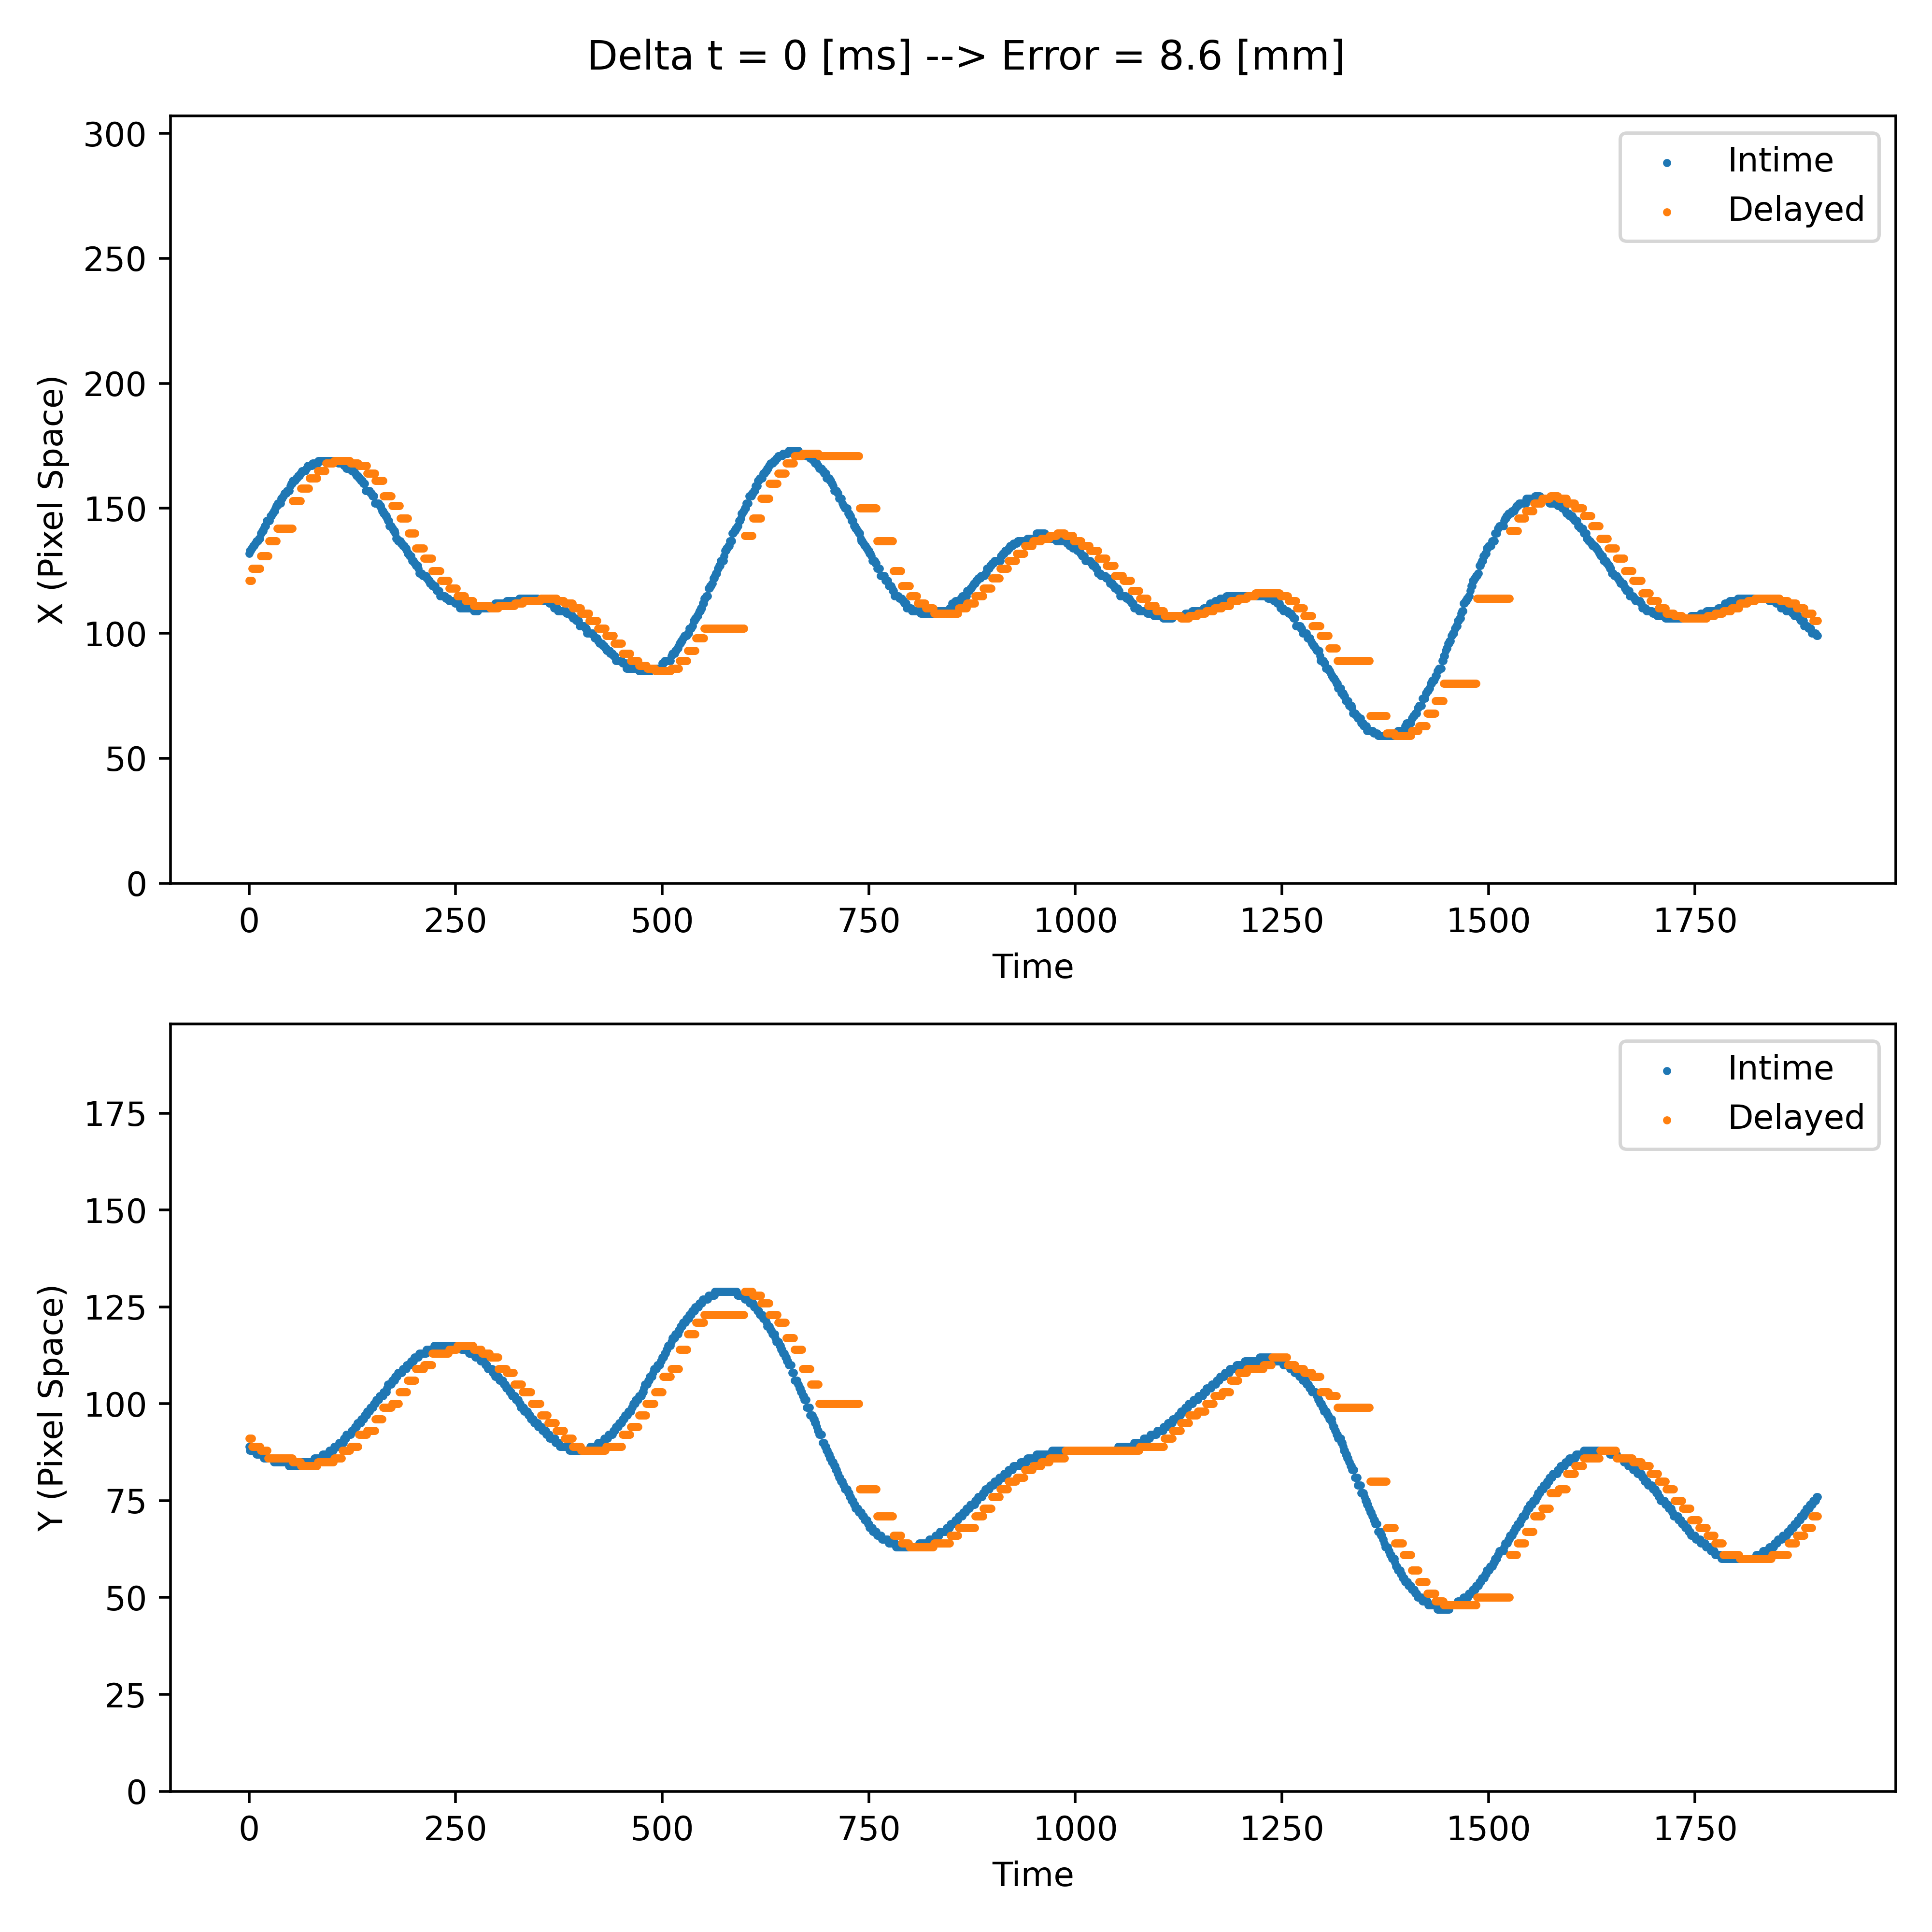 Delta t = 0 [ms] --> Error = 8.6 [mm]
300
250
200
150
100
50
0
X (Pixel Space)
Intime
Delayed
0 250 500 750 1000 1250 1500 1750
Time
175
150
125
100
75
50
25
0
Y (Pixel Space)
Intime
Delayed
0 250 500 750 1000 1250 1500 1750
Time